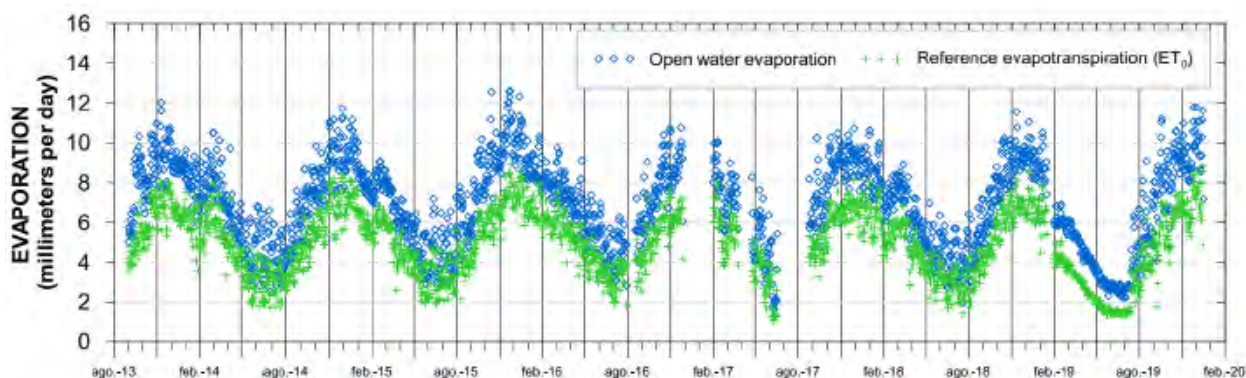 16
14
12
10
8
6
4
2
0
EVAPORATION
(millimeters per day)
Open water evaporation
Reference evapotranspiration (ET₀)
ago.-13 feb.-14 ago.-14 feb.-15 ago.-15 feb.-16 ago.-16 feb.-17 ago.-17 feb.-18 ago.-18 feb.-19 ago.-19 feb.-20